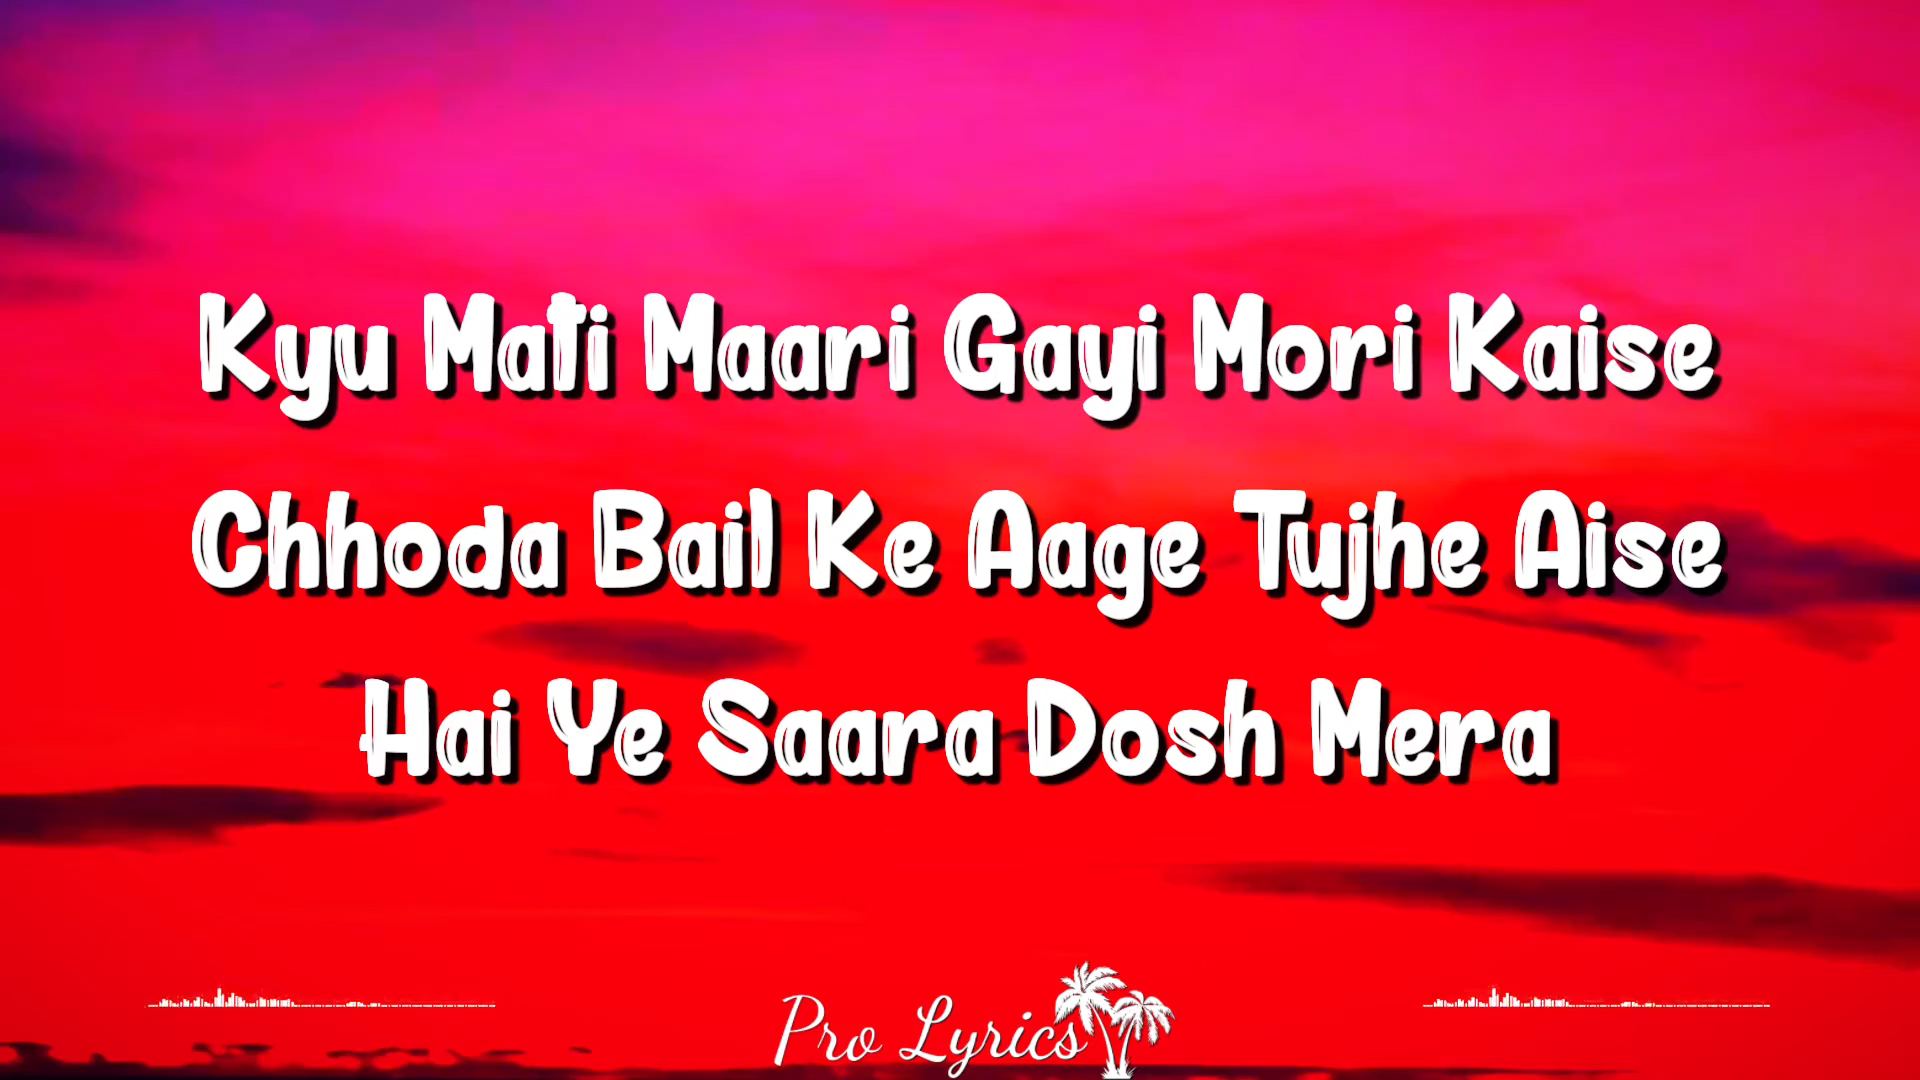 Kyu Mati Maari Gayi Mori Kaise
Chhoda Bail Ke Aage Tujhe Aise
Hai Ye Saara Dosh Mera
Pro Lyrics